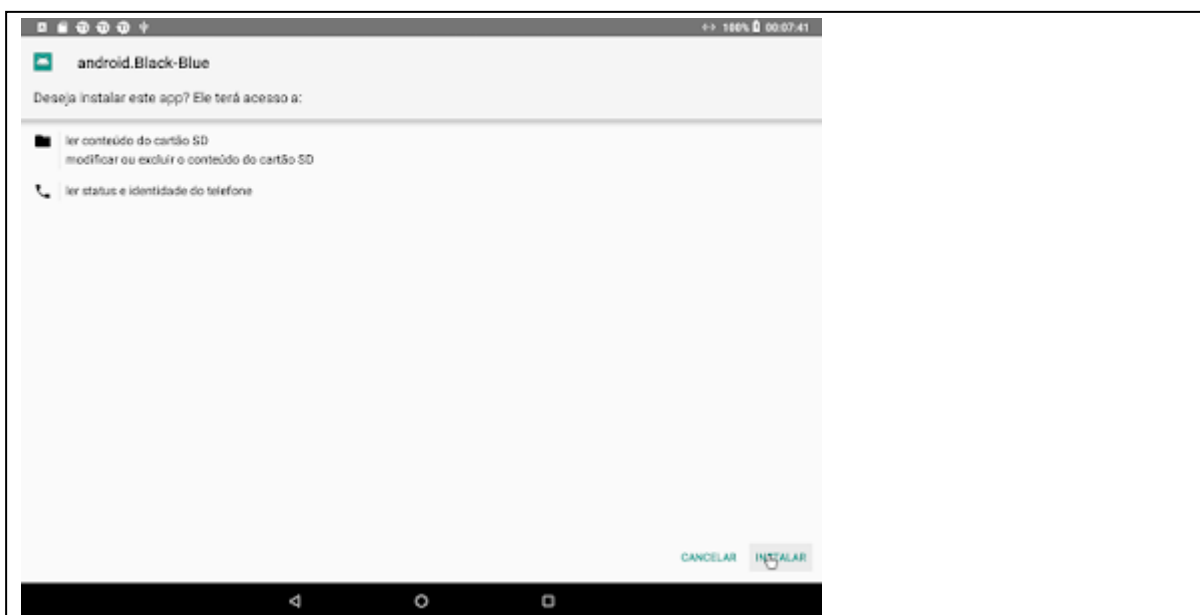 100% 00:07:41
android.Black-Blue
Deseja instalar este app? Ele terá acesso a:
ler conteúdo do cartão SD
modificar ou excluir o conteúdo do cartão SD
ler status e identidade do telefone
CANCELAR INSTALAR